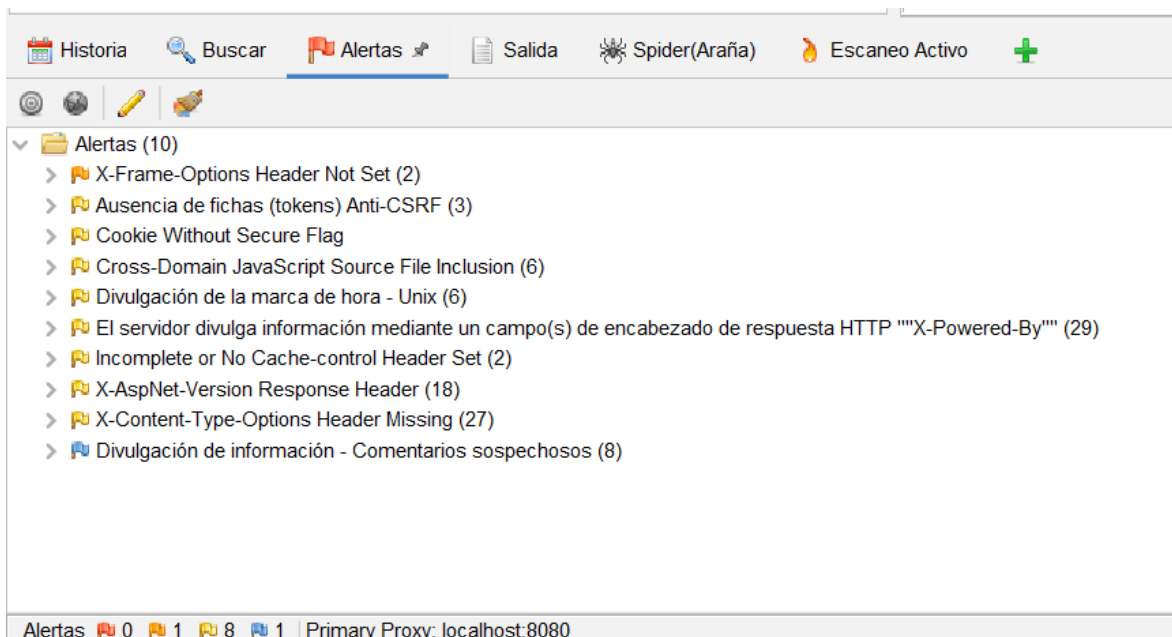 Historia Buscar Alertas Salida Spider(Araña) Escaneo Activo
Alertas (10)
X-Frame-Options Header Not Set (2)
Ausencia de fichas (tokens) Anti-CSRF (3)
Cookie Without Secure Flag
Cross-Domain JavaScript Source File Inclusion (6)
Divulgación de la marca de hora - Unix (6)
El servidor divulga información mediante un campo(s) de encabezado de respuesta HTTP ""X-Powered-By"" (29)
Incomplete or No Cache-control Header Set (2)
X-AspNet-Version Response Header (18)
X-Content-Type-Options Header Missing (27)
Divulgación de información - Comentarios sospechosos (8)
Alertas 0 1 8 1 Primary Proxy: localhost:8080